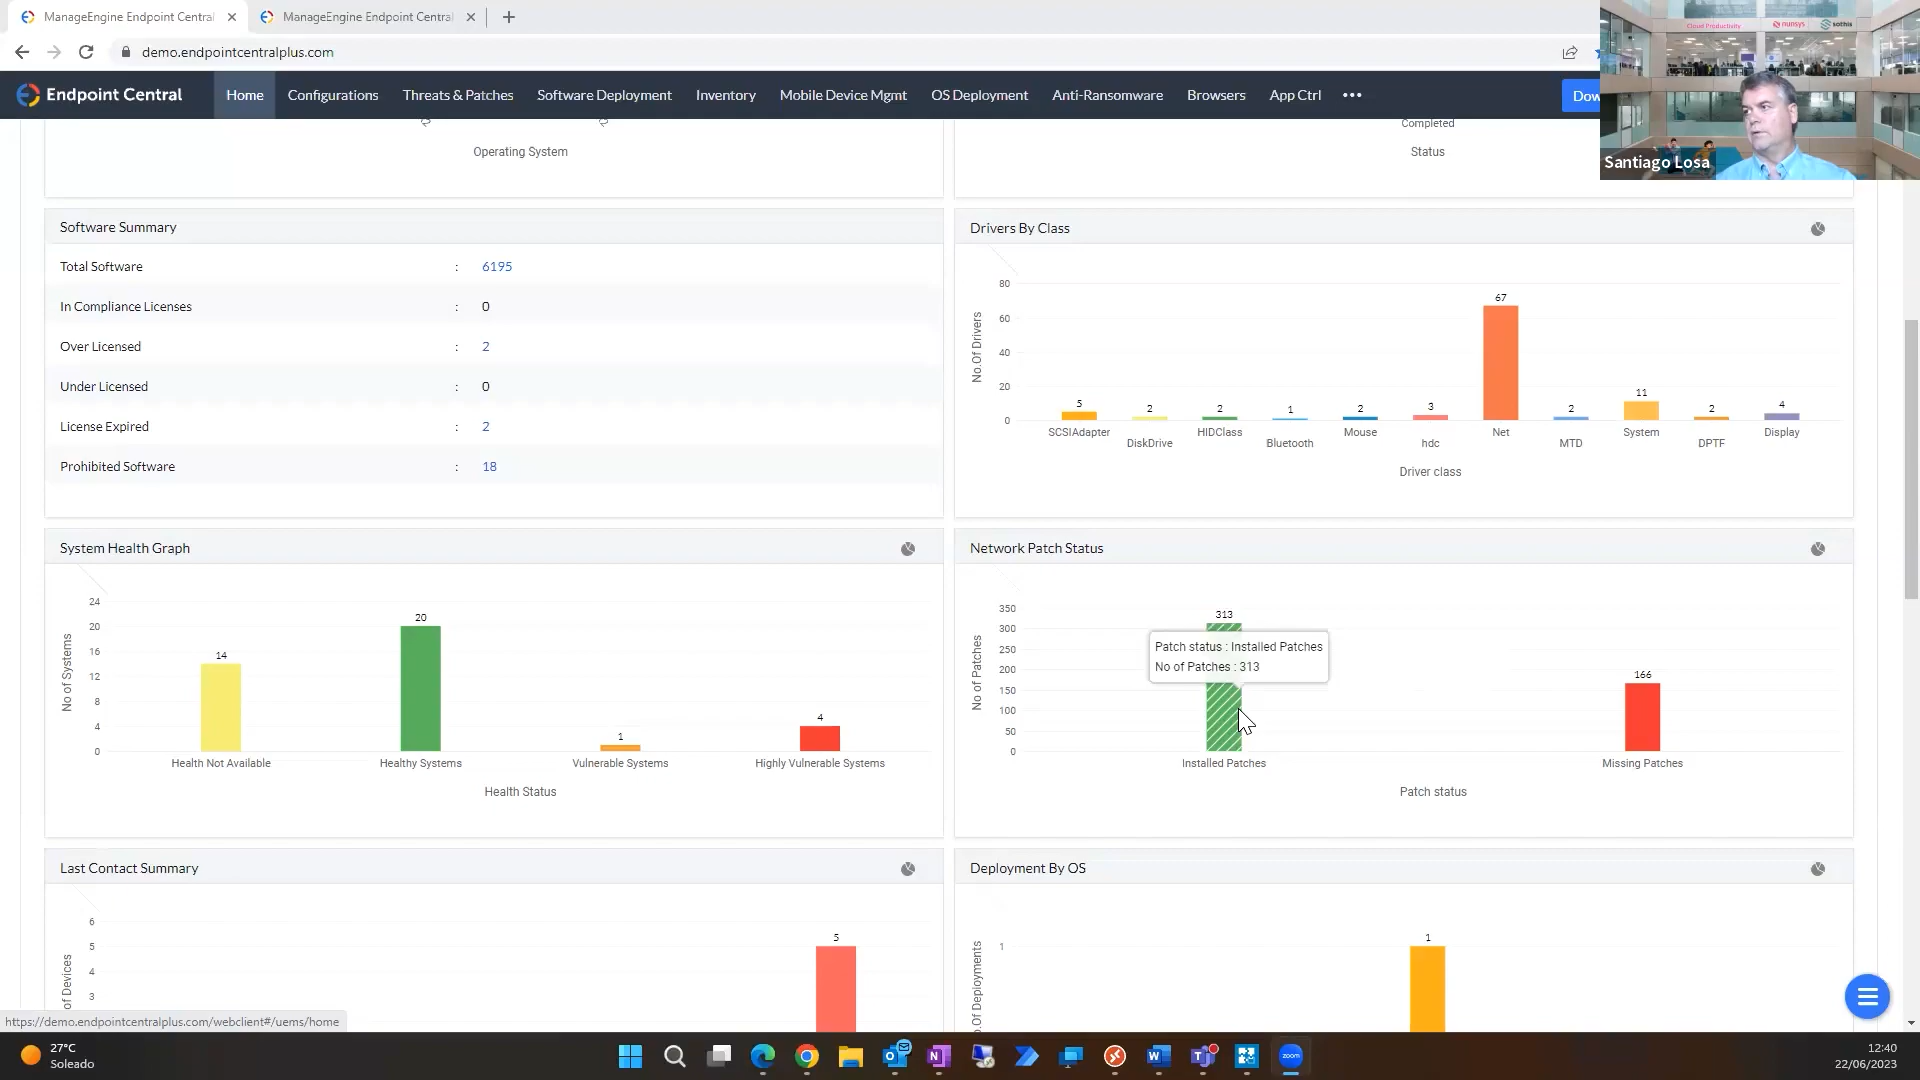 ManageEngine Endpoint Central
ManageEngine Endpoint Central
demo.endpointcentralplus.com
Cloud Productivity nunsys sothis
Endpoint Central
Home
Configurations
Threats & Patches
Software Deployment
Inventory
Mobile Device Mgmt
OS Deployment
Anti-Ransomware
Browsers
App Ctrl
Dow
Santiago Losa
Operating System
Completed
Status
Software Summary
Total Software : 6195
In Compliance Licenses : 0
Over Licensed : 2
Under Licensed : 0
License Expired : 2
Prohibited Software : 18
Drivers By Class
No.Of Drivers
80
60
40
20
0
5
2
2
1
2
3
67
2
11
2
4
SCSIAdapter
DiskDrive
HIDClass
Bluetooth
Mouse
hdc
Net
MTD
System
DPTF
Display
Driver class
System Health Graph
No of Systems
24
20
16
12
8
4
0
14
20
1
4
Health Not Available
Healthy Systems
Vulnerable Systems
Highly Vulnerable Systems
Health Status
Network Patch Status
No of Patches
350
300
250
200
150
100
50
0
313
166
Patch status : Installed Patches
No of Patches : 313
Installed Patches
Missing Patches
Patch status
Last Contact Summary
of Devices
6
5
4
3
5
Deployment By OS
.Of Deployments
1
1
https://demo.endpointcentralplus.com/webclient#/uems/home
27°C
Soleado
zoom
12:40
22/06/2023